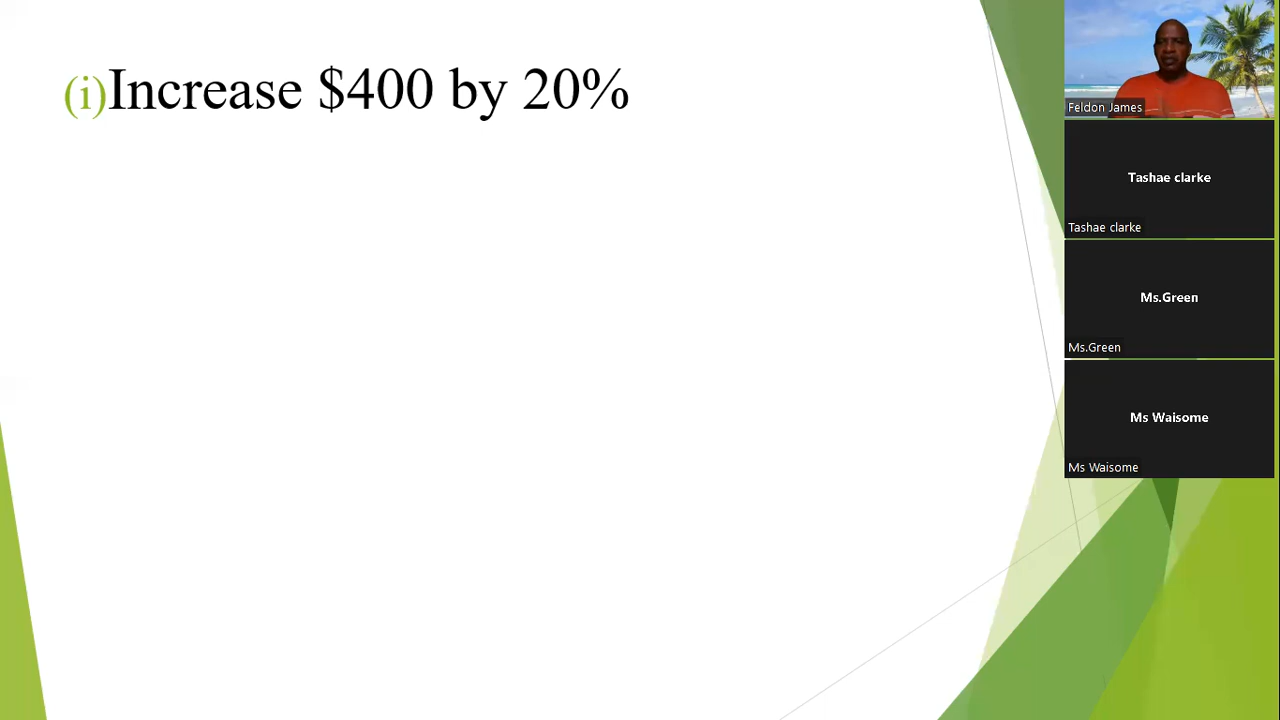 (i)Increase $400 by 20%
Feldon James
Tashae clarke
Tashae clarke
Ms.Green
Ms.Green
Ms Waisome
Ms Waisome